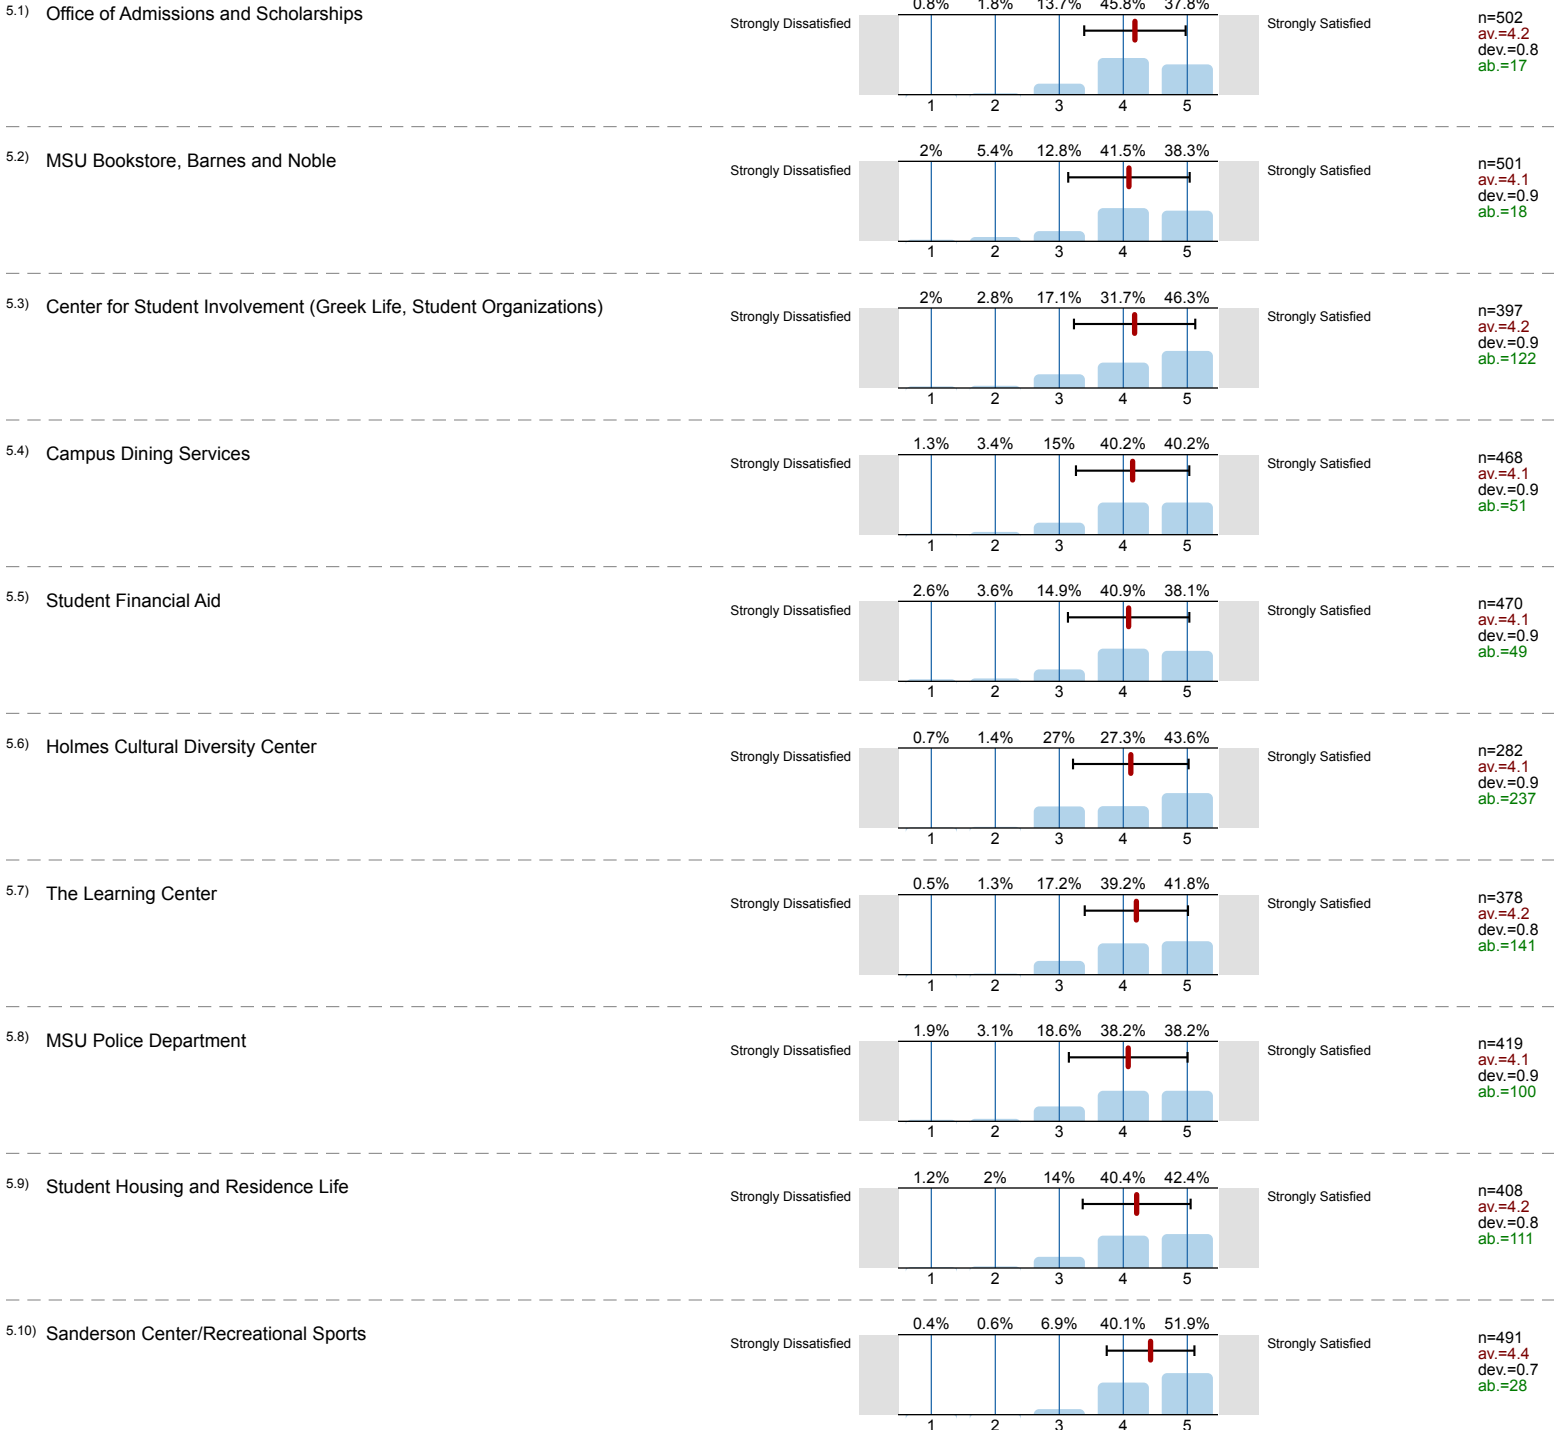 5.1) Office of Admissions and Scholarships
0.8% 1.8% 13.7% 45.8% 37.8%
Strongly Dissatisfied
Strongly Satisfied
n=502
av.=4.2
dev.=0.8
ab.=17
1 2 3 4 5
5.2) MSU Bookstore, Barnes and Noble
2% 5.4% 12.8% 41.5% 38.3%
Strongly Dissatisfied
Strongly Satisfied
n=501
av.=4.1
dev.=0.9
ab.=18
1 2 3 4 5
5.3) Center for Student Involvement (Greek Life, Student Organizations)
2% 2.8% 17.1% 31.7% 46.3%
Strongly Dissatisfied
Strongly Satisfied
n=397
av.=4.2
dev.=0.9
ab.=122
1 2 3 4 5
5.4) Campus Dining Services
1.3% 3.4% 15% 40.2% 40.2%
Strongly Dissatisfied
Strongly Satisfied
n=468
av.=4.1
dev.=0.9
ab.=51
1 2 3 4 5
5.5) Student Financial Aid
2.6% 3.6% 14.9% 40.9% 38.1%
Strongly Dissatisfied
Strongly Satisfied
n=470
av.=4.1
dev.=0.9
ab.=49
1 2 3 4 5
5.6) Holmes Cultural Diversity Center
0.7% 1.4% 27% 27.3% 43.6%
Strongly Dissatisfied
Strongly Satisfied
n=282
av.=4.1
dev.=0.9
ab.=237
1 2 3 4 5
5.7) The Learning Center
0.5% 1.3% 17.2% 39.2% 41.8%
Strongly Dissatisfied
Strongly Satisfied
n=378
av.=4.2
dev.=0.8
ab.=141
1 2 3 4 5
5.8) MSU Police Department
1.9% 3.1% 18.6% 38.2% 38.2%
Strongly Dissatisfied
Strongly Satisfied
n=419
av.=4.1
dev.=0.9
ab.=100
1 2 3 4 5
5.9) Student Housing and Residence Life
1.2% 2% 14% 40.4% 42.4%
Strongly Dissatisfied
Strongly Satisfied
n=408
av.=4.2
dev.=0.8
ab.=111
1 2 3 4 5
5.10) Sanderson Center/Recreational Sports
0.4% 0.6% 6.9% 40.1% 51.9%
Strongly Dissatisfied
Strongly Satisfied
n=491
av.=4.4
dev.=0.7
ab.=28
1 2 3 4 5